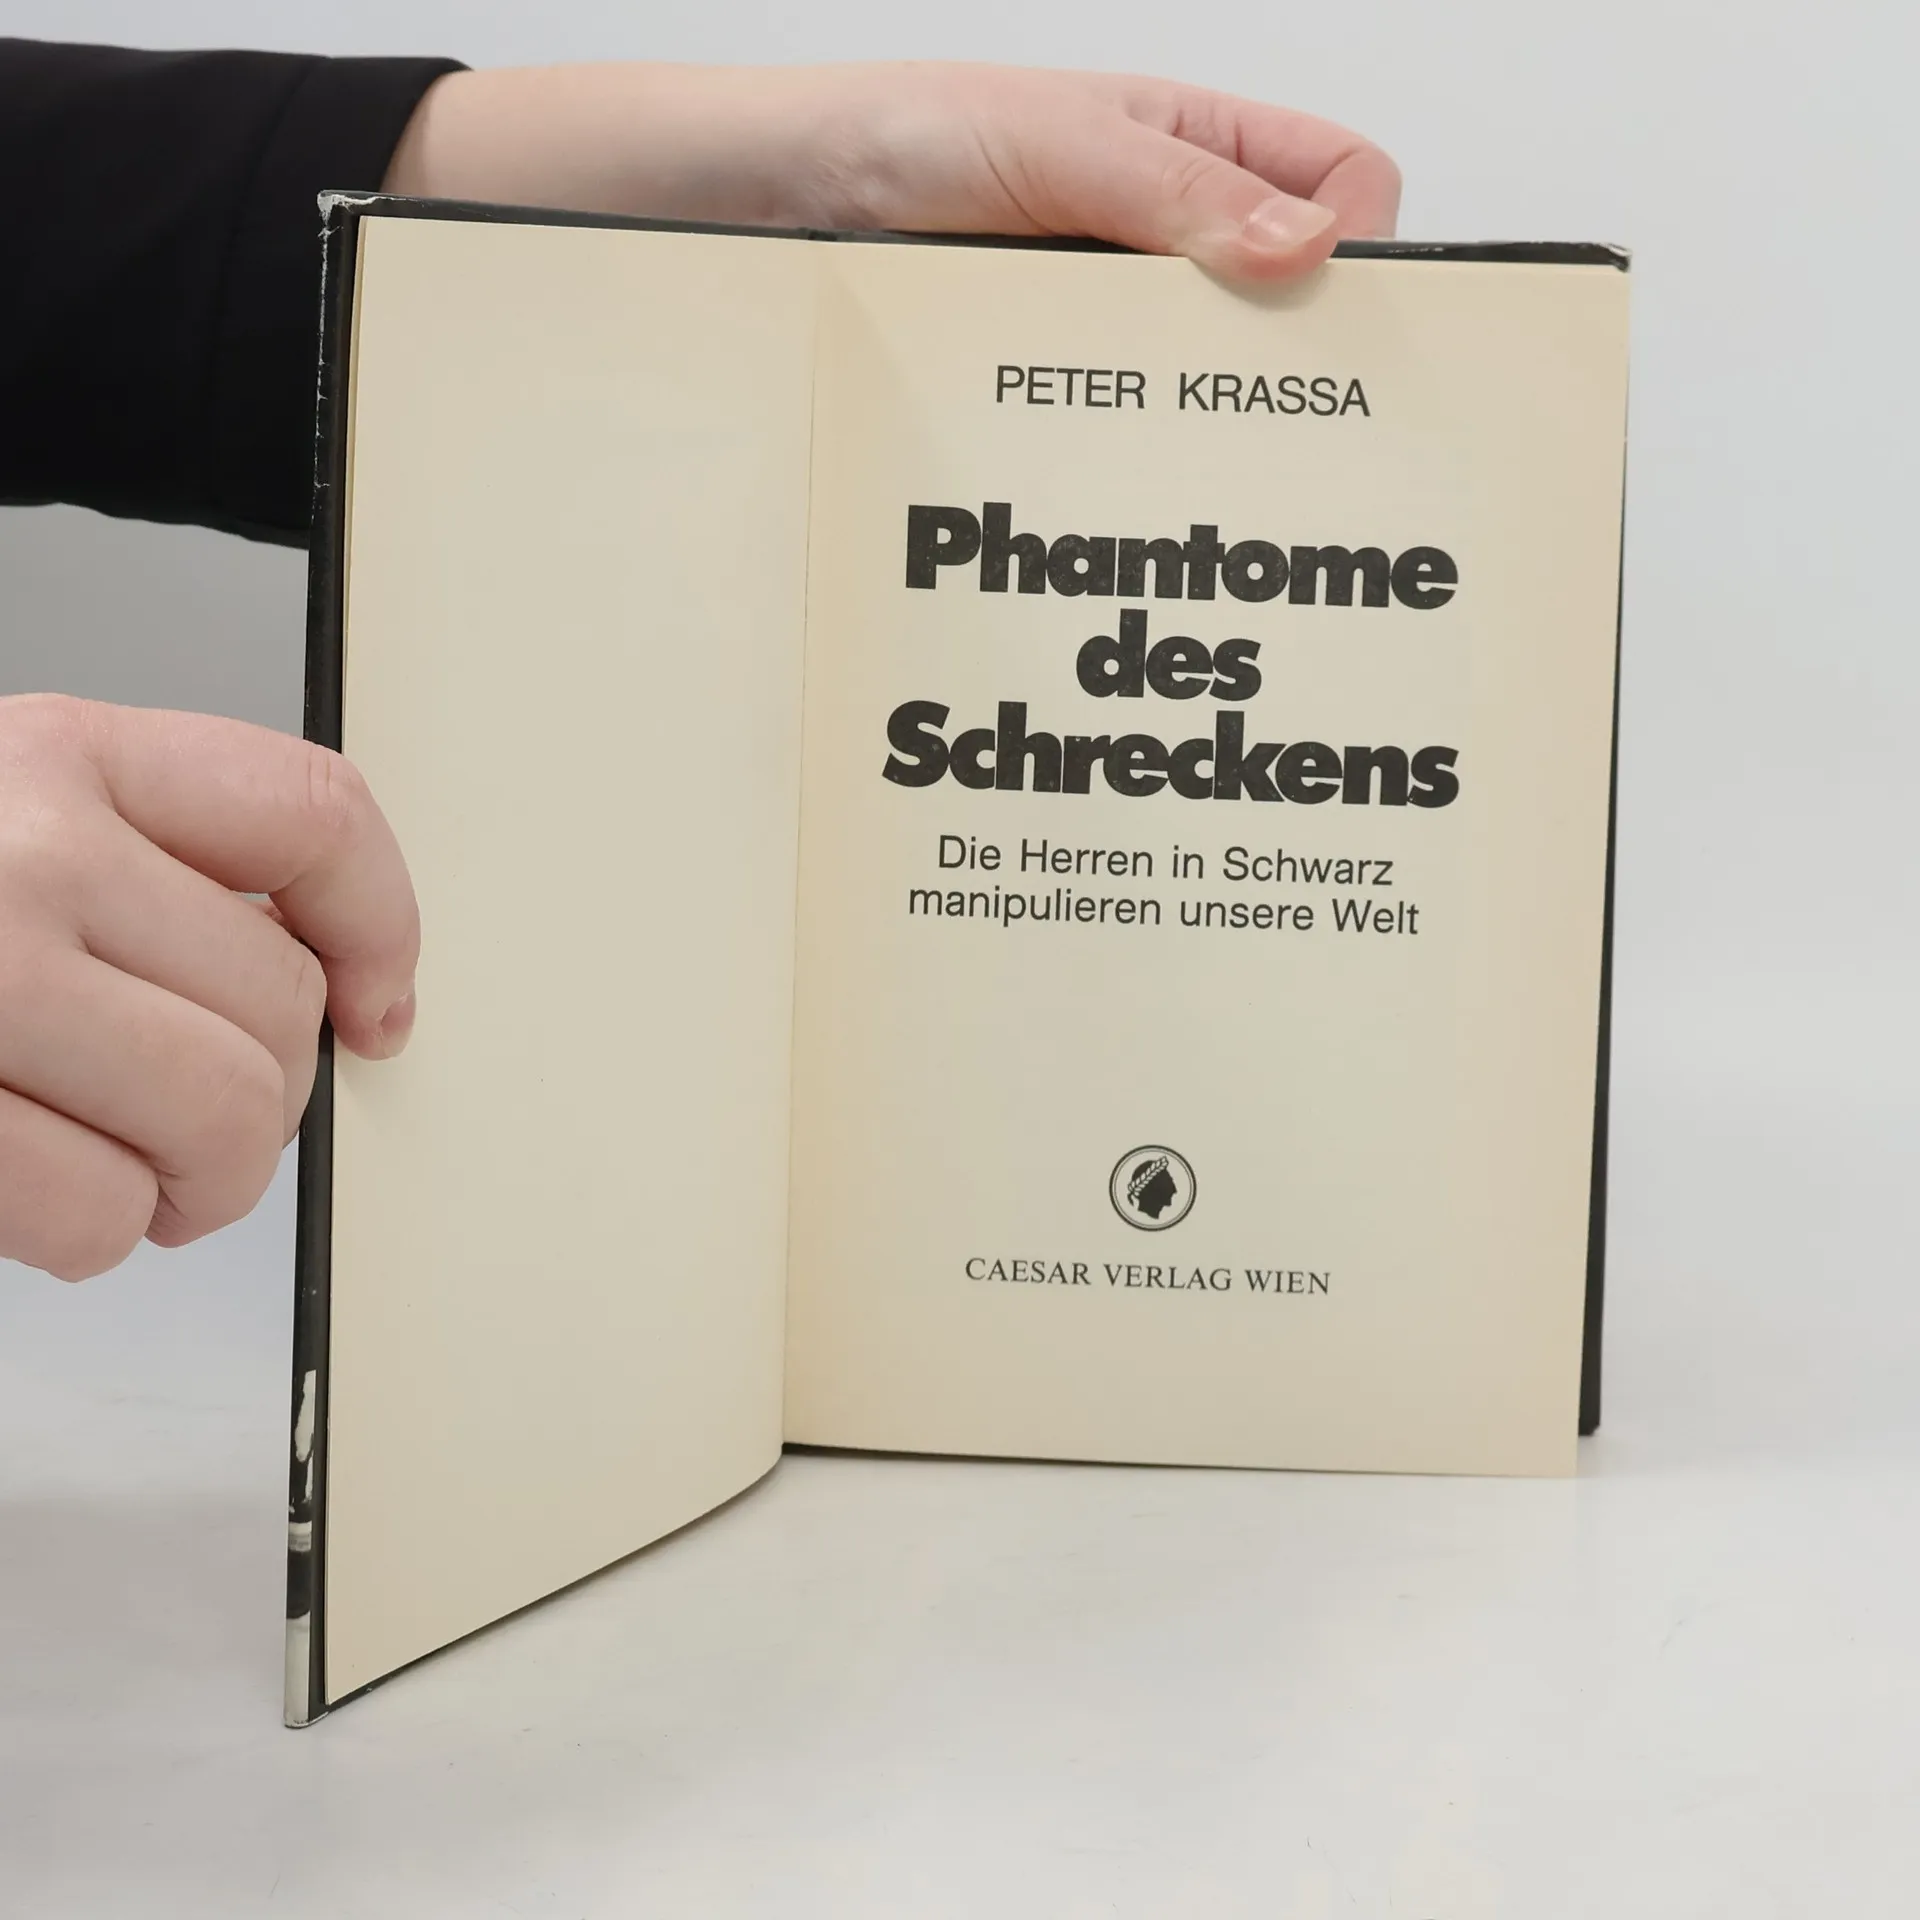 PETER KRASSA
Phantome
des
Schreckens
Die Herren in Schwarz
manipulieren unsere Welt
CAESAR VERLAG WIEN